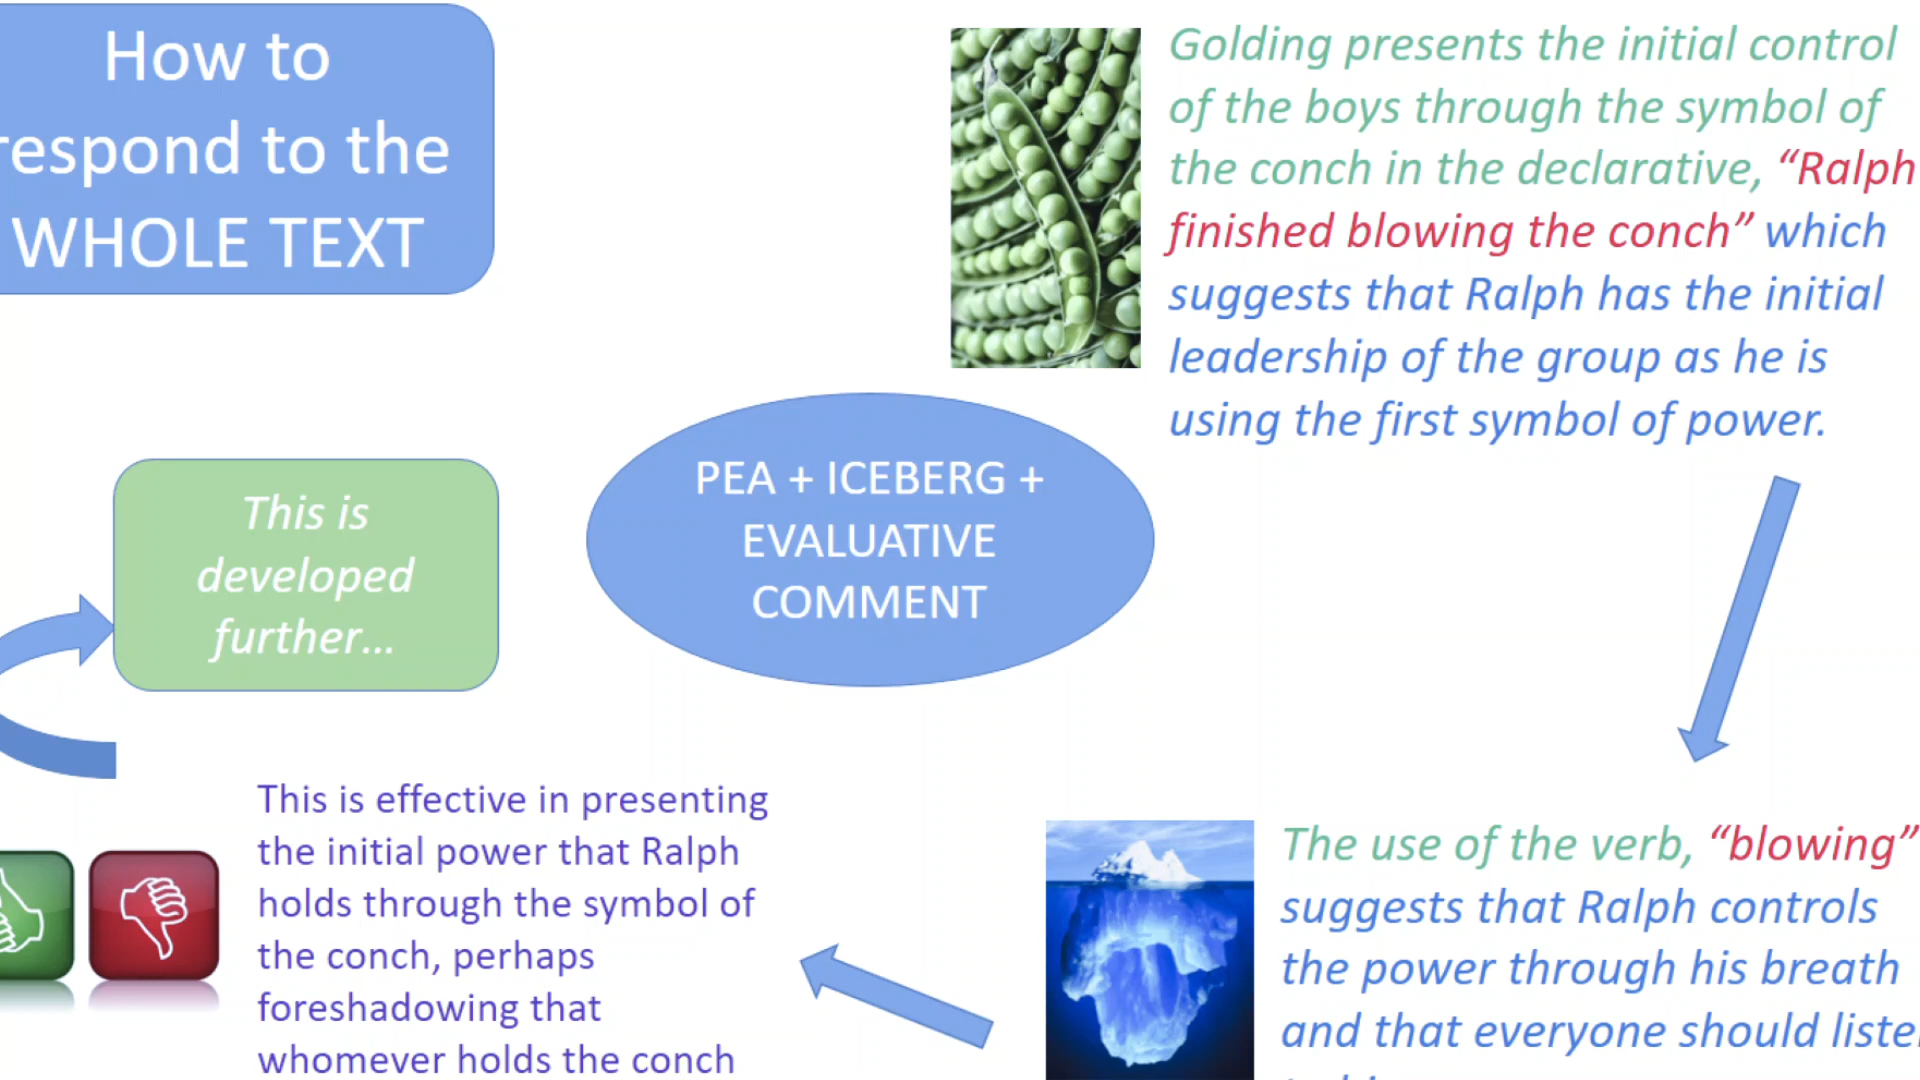 How to
respond to the
WHOLE TEXT
Golding presents the initial control
of the boys through the symbol of
the conch in the declarative, “Ralph
finished blowing the conch” which
suggests that Ralph has the initial
leadership of the group as he is
using the first symbol of power.
PEA + ICEBERG +
EVALUATIVE
COMMENT
This is
developed
further...
The use of the verb, “blowing”
suggests that Ralph controls
the power through his breath
and that everyone should
This is effective in presenting
the initial power that Ralph
holds through the symbol of
the conch, perhaps
foreshadowing that
whomever holds the conch